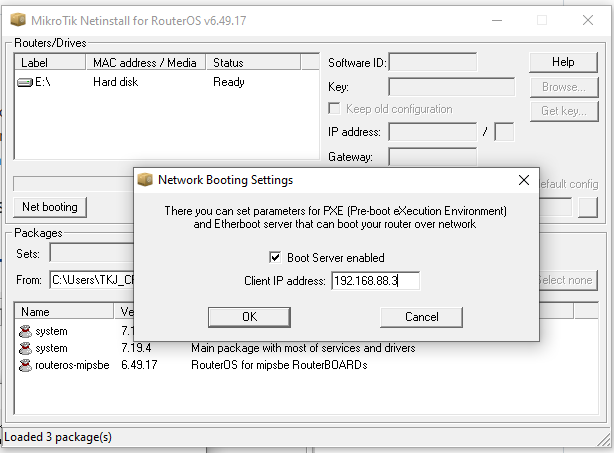 MikroTik Netinstall for RouterOS v6.49.17
Routers/Drives
Label MAC address / Media Status
E:\ Hard disk Ready
Software ID:
Help
Key:
Browse...
Keep old configuration
Get key...
IP address: /
Gateway:
Network Booting Settings
There you can set parameters for PXE (Pre-boot eXecution Environment)
and Etherboot server that can boot your router over network
Boot Server enabled
Client IP address: 192.168.88.3
OK Cancel
default config
Net booting
Packages
Sets:
From: C:\Users\TKJ_
Select none
Name
system 7.1
system 7.19.4 Main package with most of services and drivers
routeros-mipsbe 6.49.17 RouterOS for mipsbe RouterBOARDs
Loaded 3 package(s)